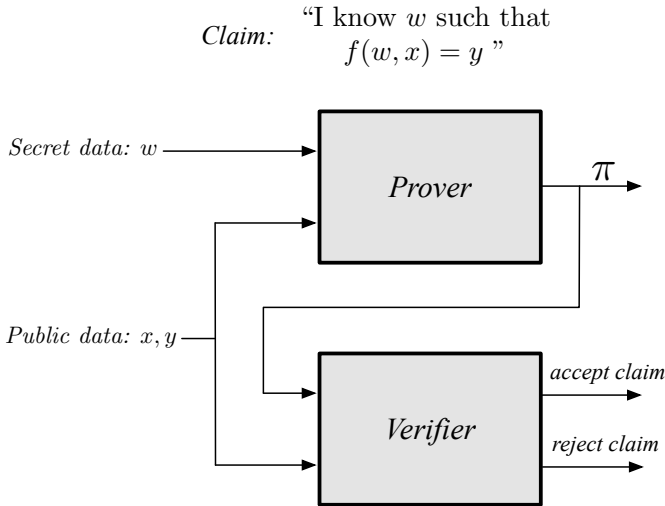 Claim: “I know w such that
f(w, x) = y ”
Secret data: w
Prover
π
Public data: x, y
Verifier
accept claim
reject claim